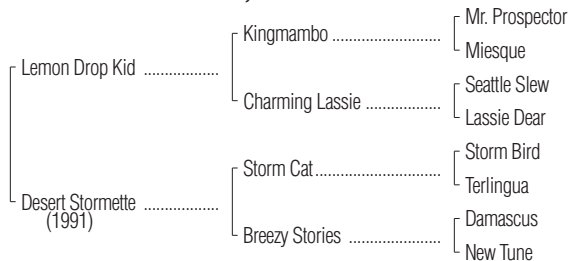 Mr. Prospector
Kingmambo ........................
Miesque
Lemon Drop Kid ................
Seattle Slew
Charming Lassie ................
Lassie Dear
Storm Bird
Storm Cat...........................
Terlingua
Desert Stormette ................
(1991)
Damascus
Breezy Stories ....................
New Tune